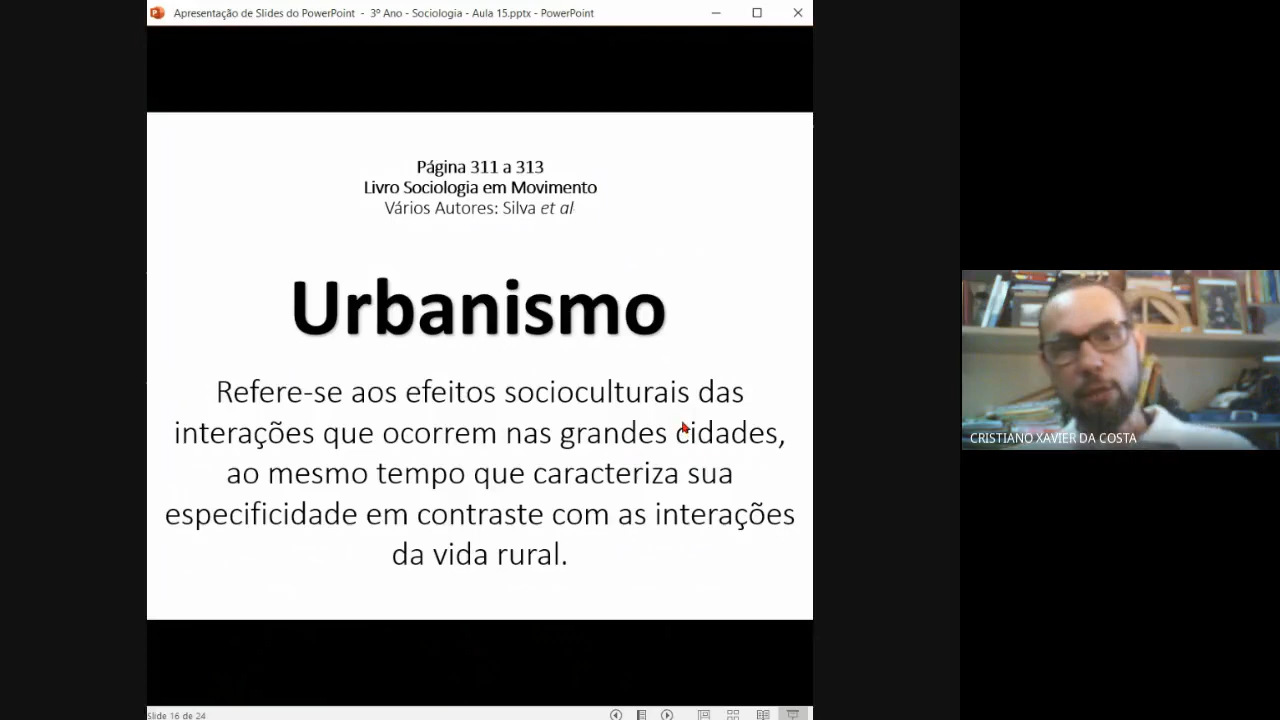 Apresentação de Slides do PowerPoint - 3º Ano - Sociologia - Aula 15.pptx - PowerPoint
Página 311 a 313
Livro Sociologia em Movimento
Vários Autores: Silva et al
Urbanismo
Refere-se aos efeitos socioculturais das
interações que ocorrem nas grandes cidades,
ao mesmo tempo que caracteriza sua
especificidade em contraste com as interações
da vida rural.
CRISTIANO XAVIER DA COSTA
Slide 16 de 24